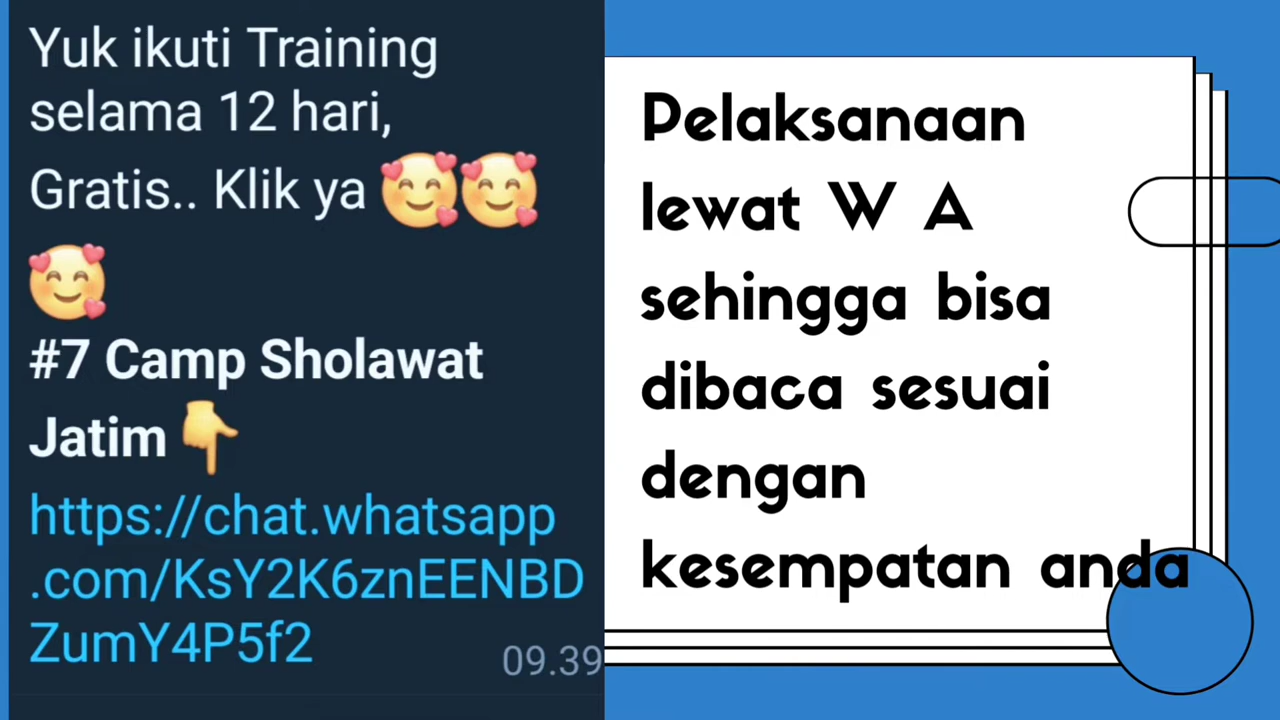 Yuk ikuti Training
selama 12 hari,
Gratis.. Klik ya 🥰🥰
🥰
#7 Camp Sholawat
Jatim 👇
https://chat.whatsapp
.com/KsY2K6znEENBD
ZumY4P5f2
09.39
Pelaksanaan
lewat W A
sehingga bisa
dibaca sesuai
dengan
kesempatan anda